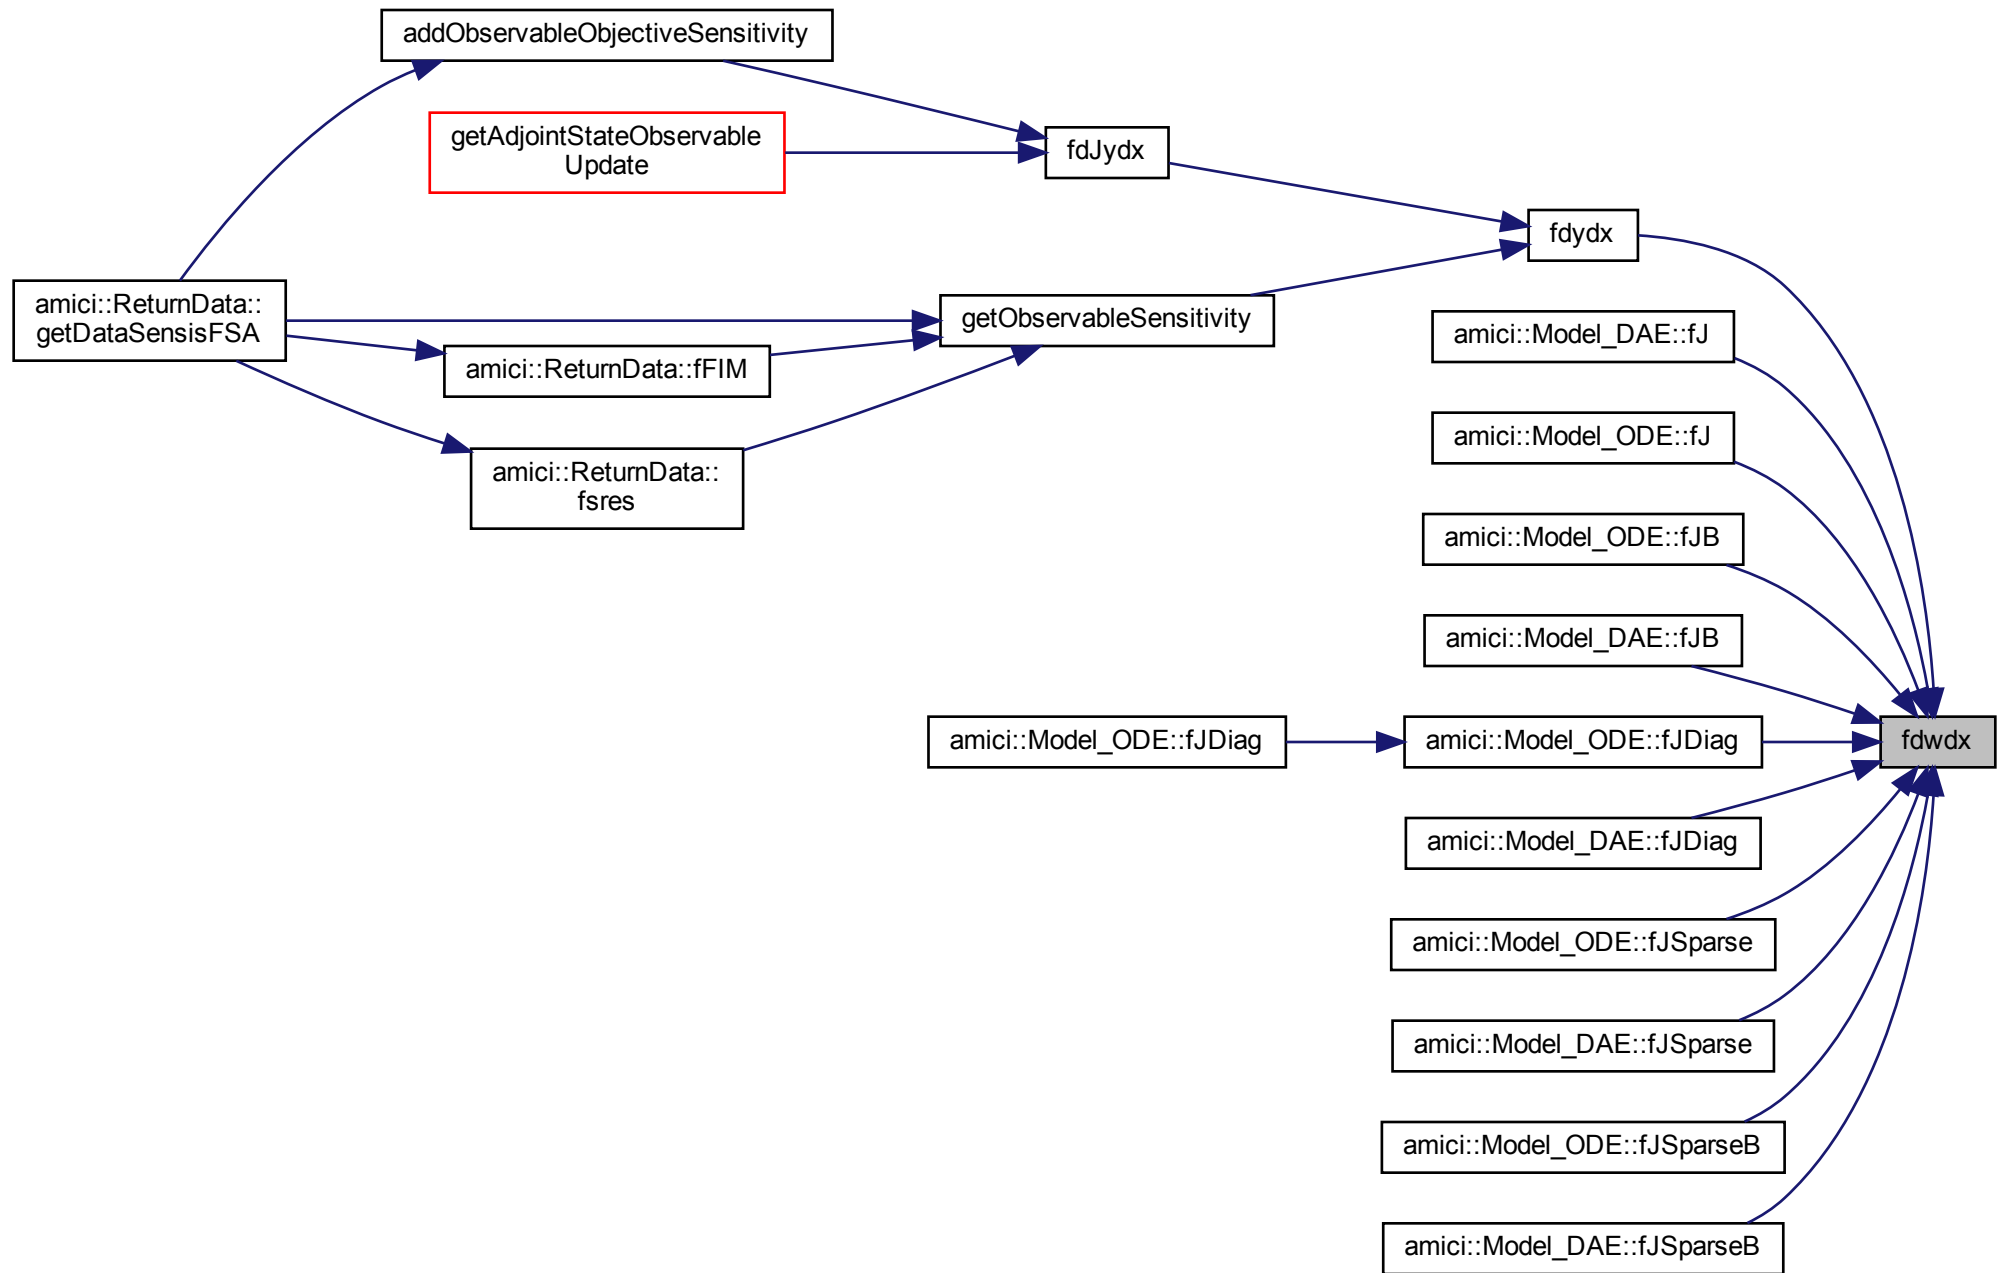 addObservableObjectiveSensitivity
getAdjointStateObservable
Update
fdJydx
fdydx
amici::ReturnData::
getDataSensisFSA
getObservableSensitivity
amici::ReturnData::fFIM
amici::ReturnData::
fsres
amici::Model_DAE::fJ
amici::Model_ODE::fJ
amici::Model_ODE::fJB
amici::Model_DAE::fJB
amici::Model_ODE::fJDiag
amici::Model_ODE::fJDiag
fdwdx
amici::Model_DAE::fJDiag
amici::Model_ODE::fJSparse
amici::Model_DAE::fJSparse
amici::Model_ODE::fJSparseB
amici::Model_DAE::fJSparseB